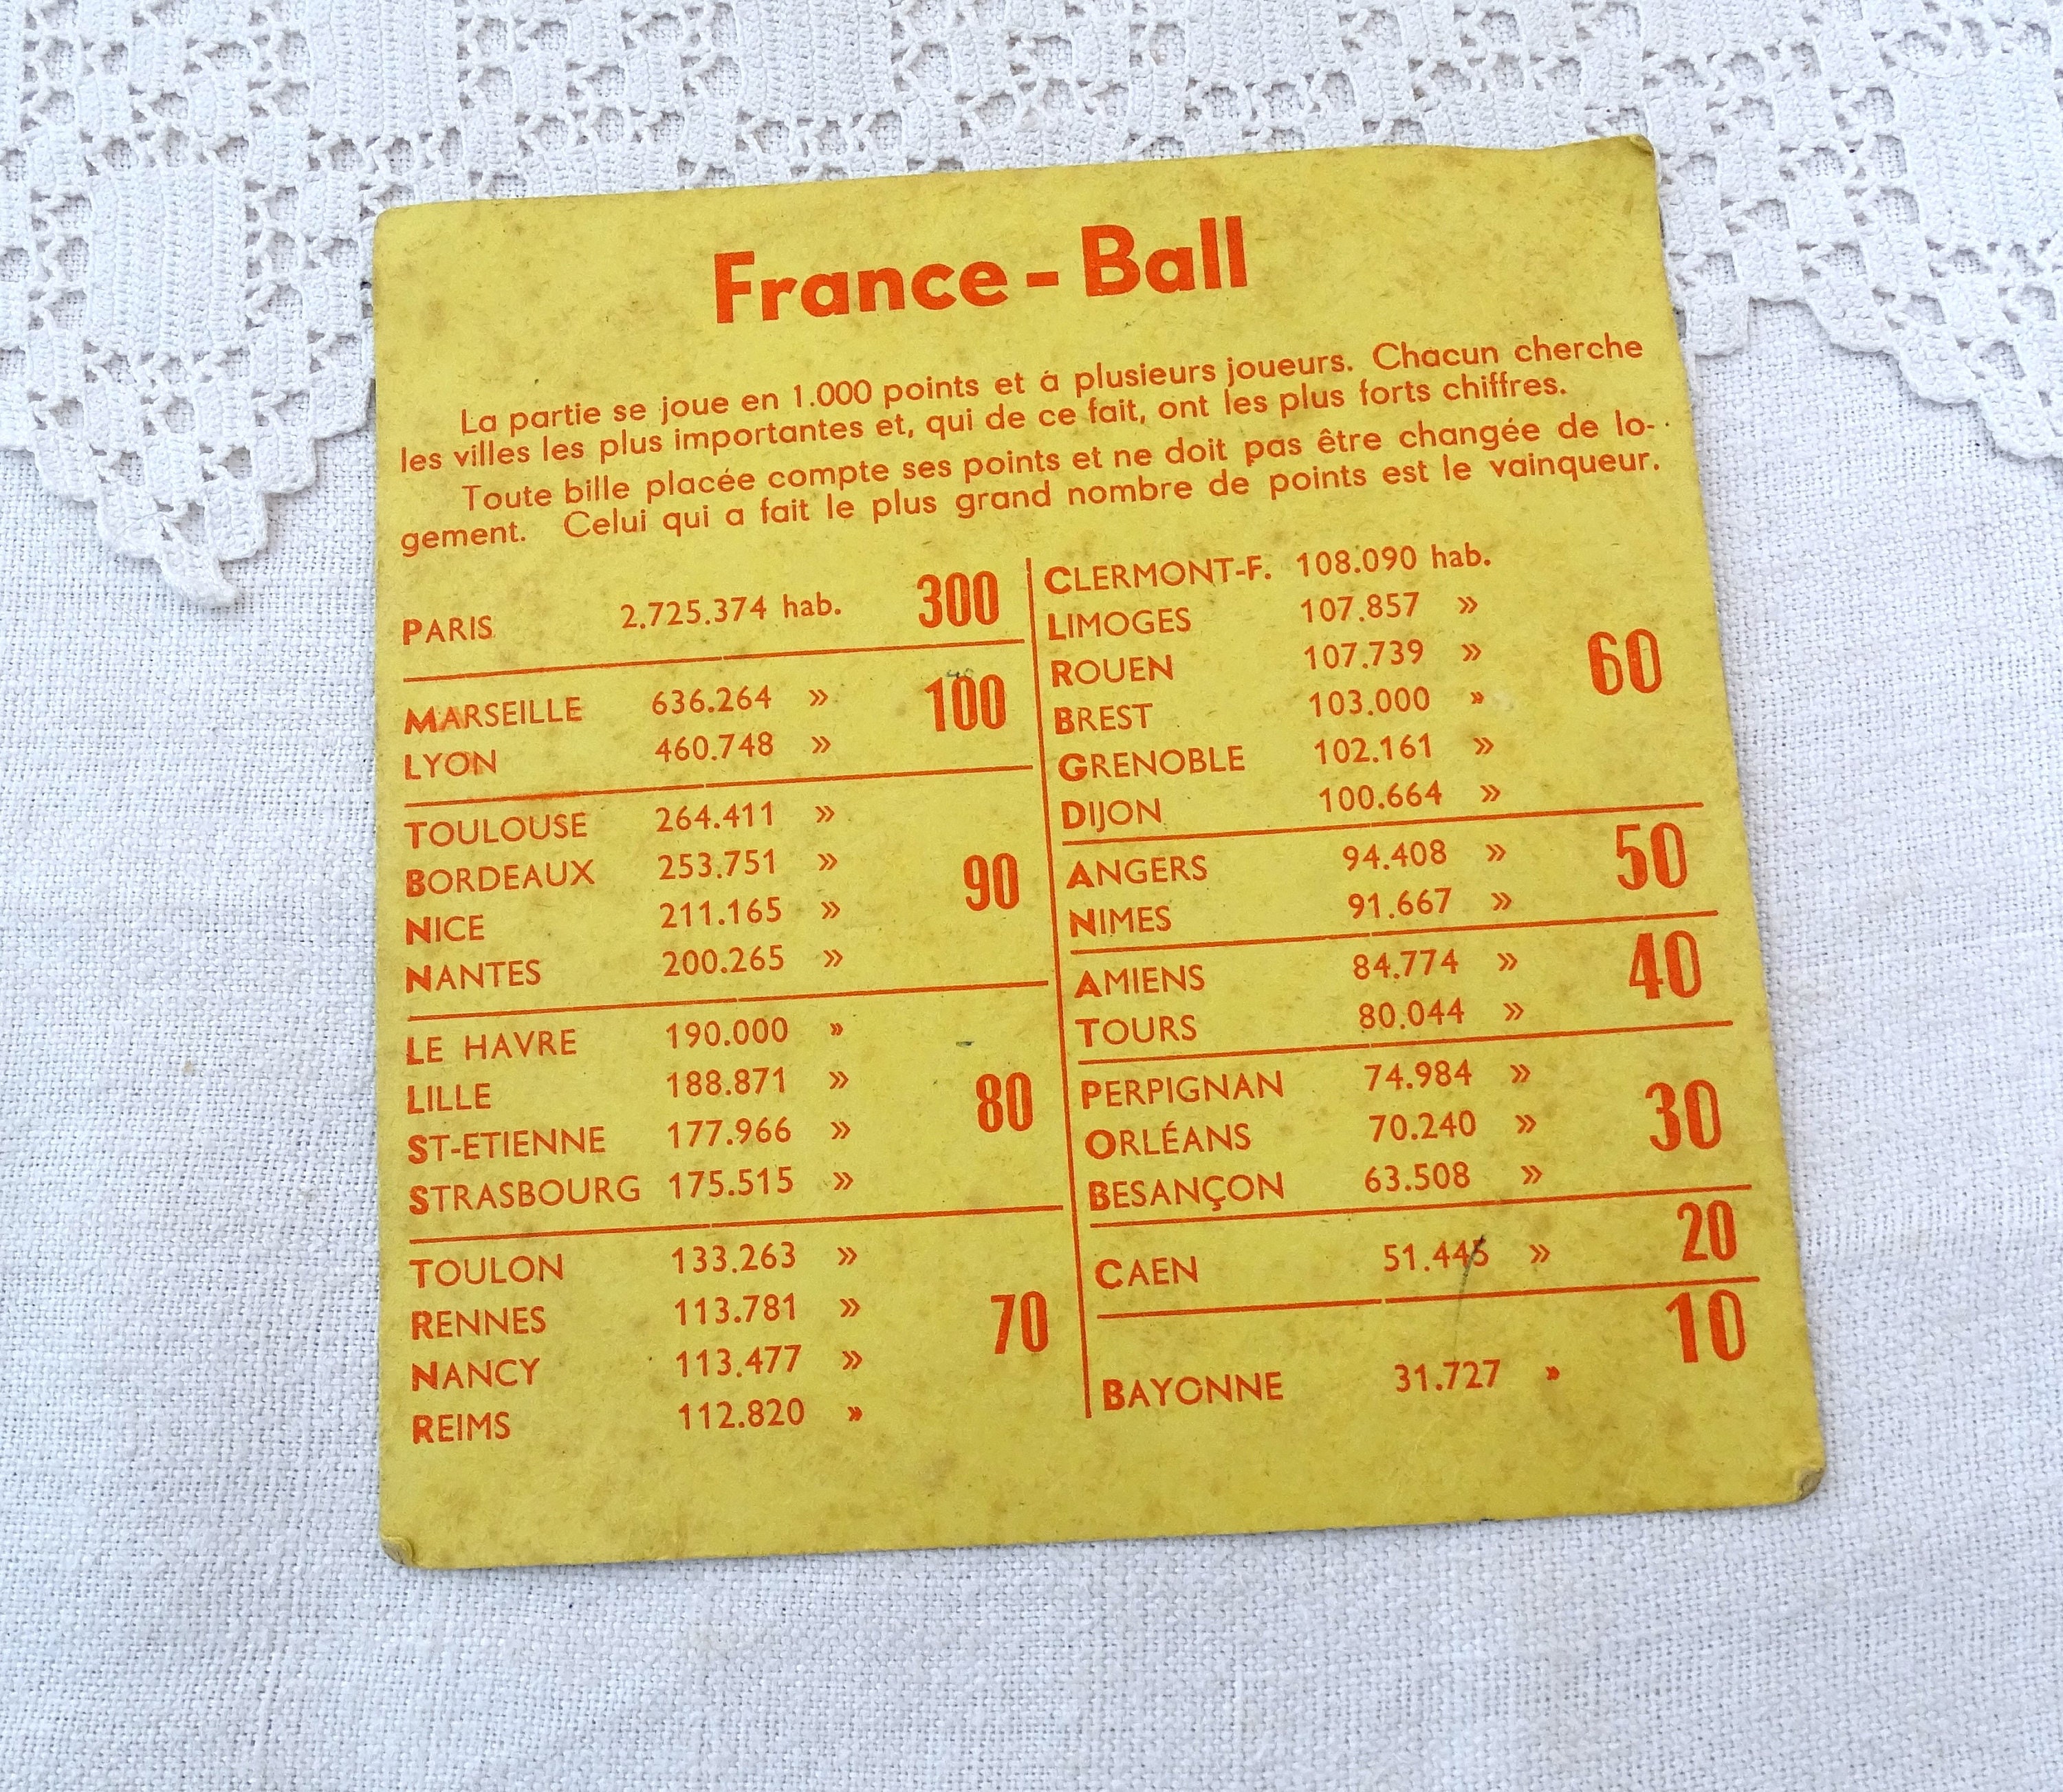 France - Ball
La partie se joue en 1.000 points et à plusieurs joueurs. Chacun cherche
les villes les plus importantes et, qui de ce fait, ont les plus forts chiffres.
Toute bille placée compte ses points et ne doit pas être changée de lo-
gement. Celui qui a fait le plus grand nombre de points est le vainqueur.
PARIS 2.725.374 hab. 300
MARSEILLE 636.264 » 100
LYON 460.748 »
TOULOUSE 264.411 »
BORDEAUX 253.751 » 90
NICE 211.165 »
NANTES 200.265 »
LE HAVRE 190.000 »
LILLE 188.871 » 80
ST-ETIENNE 177.966 »
STRASBOURG 175.515 »
TOULON 133.263 »
RENNES 113.781 » 70
NANCY 113.477 »
REIMS 112.820 »
CLERMONT-F. 108.090 hab.
LIMOGES 107.857 »
ROUEN 107.739 » 60
BREST 103.000 »
GRENOBLE 102.161 »
DIJON 100.664 »
ANGERS 94.408 » 50
NIMES 91.667 »
AMIENS 84.774 » 40
TOURS 80.044 »
PERPIGNAN 74.984 »
ORLÉANS 70.240 » 30
BESANÇON 63.508 »
CAEN 51.445 » 20
BAYONNE 31.727 » 10